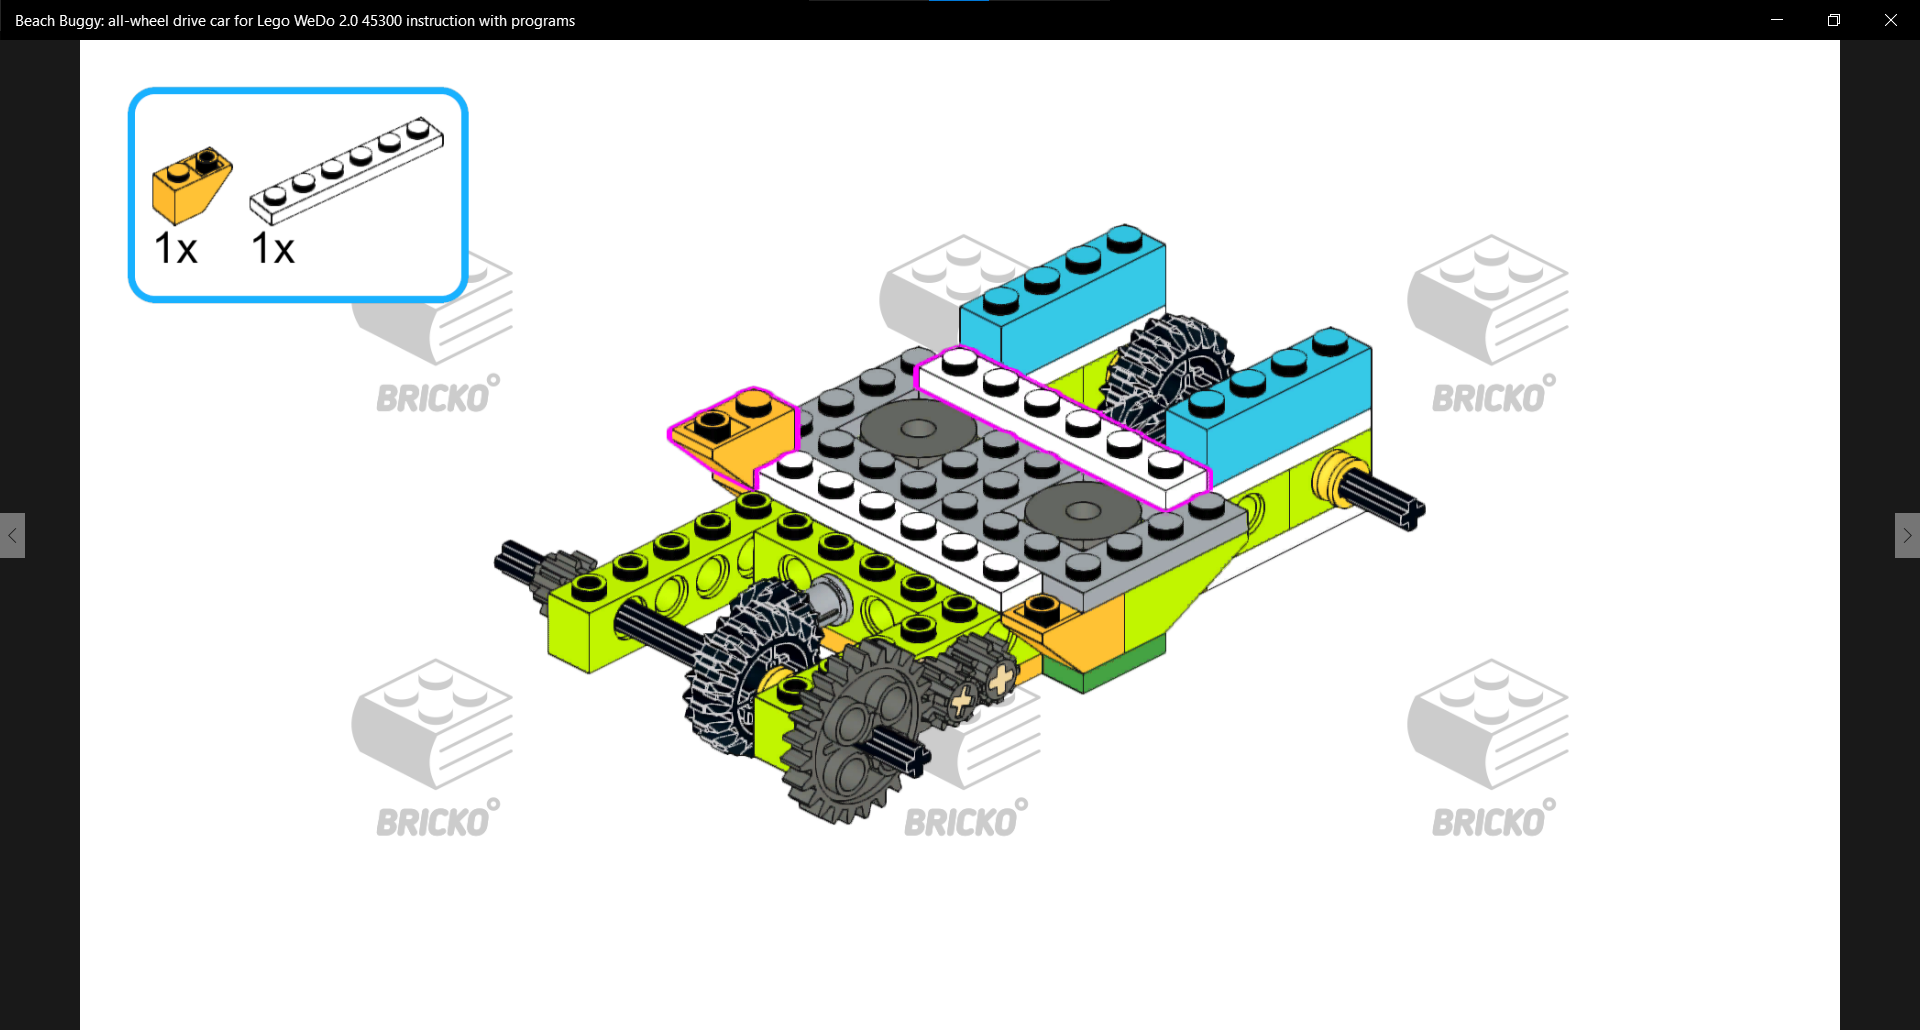 Beach Buggy: all-wheel drive car for Lego WeDo 2.0 45300 instruction with programs
1x 1x
BRICKO
BRICKO
BRICKO
BRICKO
BRICKO